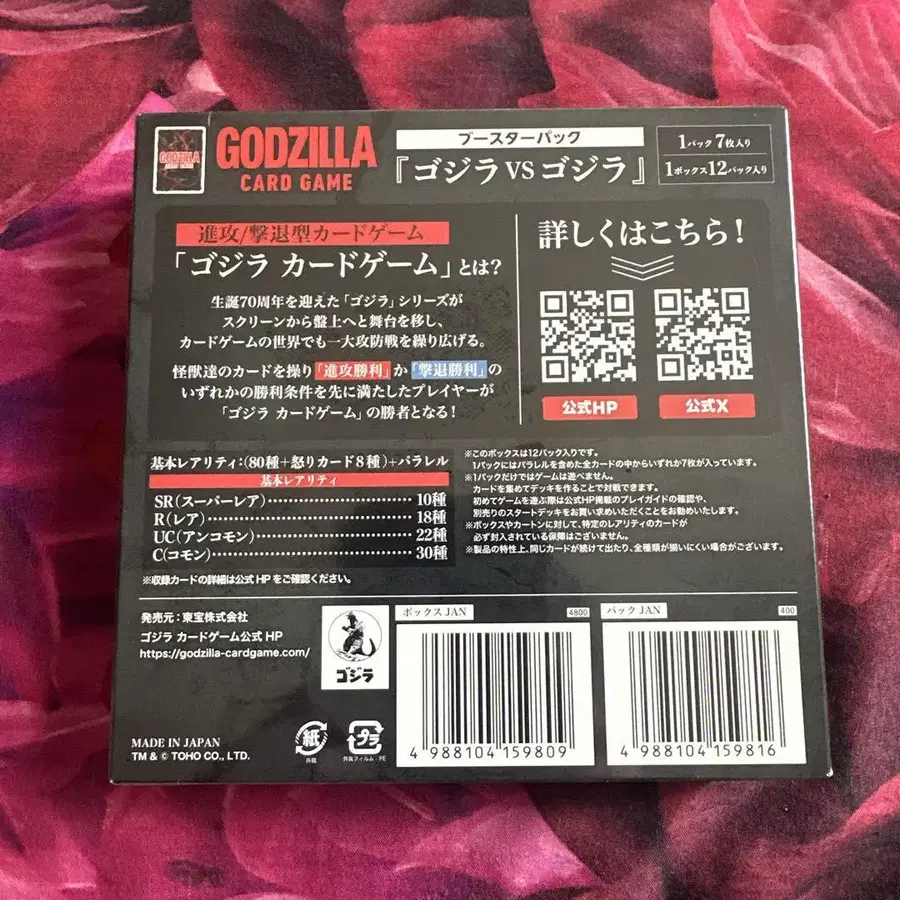 GODZILLA
CARD GAME
ブースターパック
『ゴジラ VS ゴジラ』
1パック 7枚入り
1ボックス12パック入り
進攻/撃退型カードゲーム
「ゴジラ カードゲーム」とは?
生誕70周年を迎えた「ゴジラ」シリーズが
スクリーンから盤上へと舞台を移し、
カードゲームの世界でも一大攻防戦を繰り広げる。
怪獣達のカードを操り「進攻勝利」か「撃退勝利」の
いずれかの勝利条件を先に満たしたプレイヤーが
「ゴジラ カードゲーム」の勝者となる!
詳しくはこちら!
公式HP
公式X
基本レアリティ:(80種+怒りカード8種)+パラレル
基本レアリティ
SR(スーパーレア)……………………10種
R(レア)……………………18種
UC(アンコモン)……………………22種
C(コモン)……………………30種
※収録カードの詳細は公式HPをご確認ください。
※このボックスは12パック入りです。
1パックにはパラレルを含めた全カードの中からいずれか7枚が入っています。
※1パックだけではゲームは遊べません。
カードを集めてデッキを作ることで対戦できます。
初めてゲームを遊ぶ際は公式HP掲載のプレイガイドの確認や、
別売りのスタートデッキをお買い求めいただくことをお勧めいたします。
※ボックスやカートンに対して、特定のレアリティのカードが
必ず封入されている保障はございません。
※製品の特性上、同じカードが続けて出たり、全種類が揃いにくい場合がございます。
発売元:東宝株式会社
ゴジラ カードゲーム公式 HP
https://godzilla-cardgame.com/
ゴジラ
MADE IN JAPAN
TM & © TOHO CO., LTD.
紙
外箱
プラ
外装フィルム:PE
ボックス JAN
4800
4 988104 159809
パック JAN
400
4 988104 159816